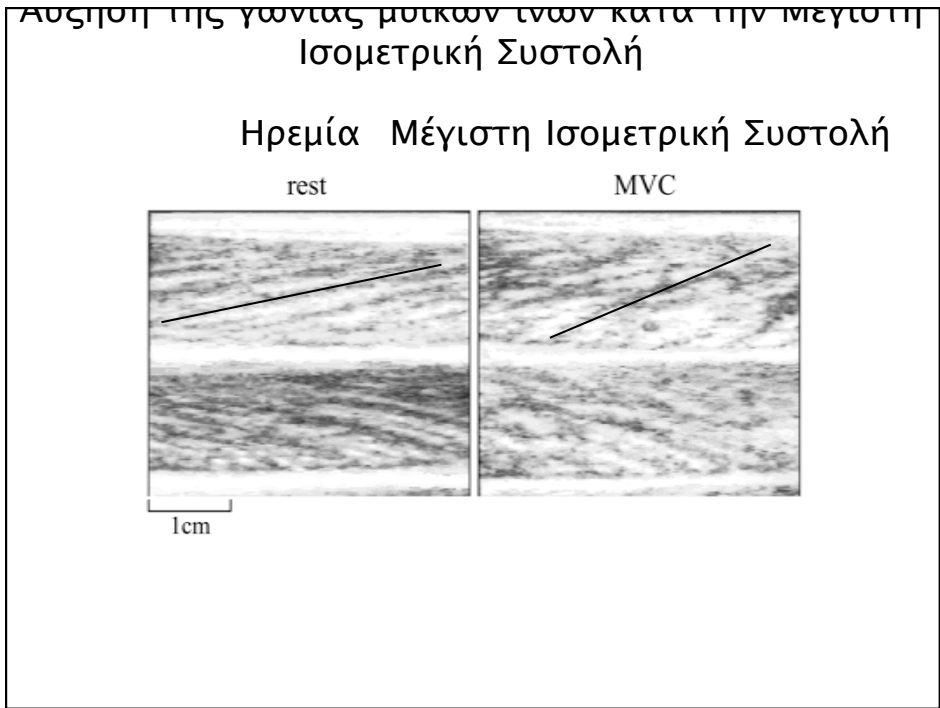 Αύξηση της γωνίας μυϊκών ινών κατά την Μέγιστη
Ισομετρική Συστολή
Ηρεμία Μέγιστη Ισομετρική Συστολή
rest MVC
1cm